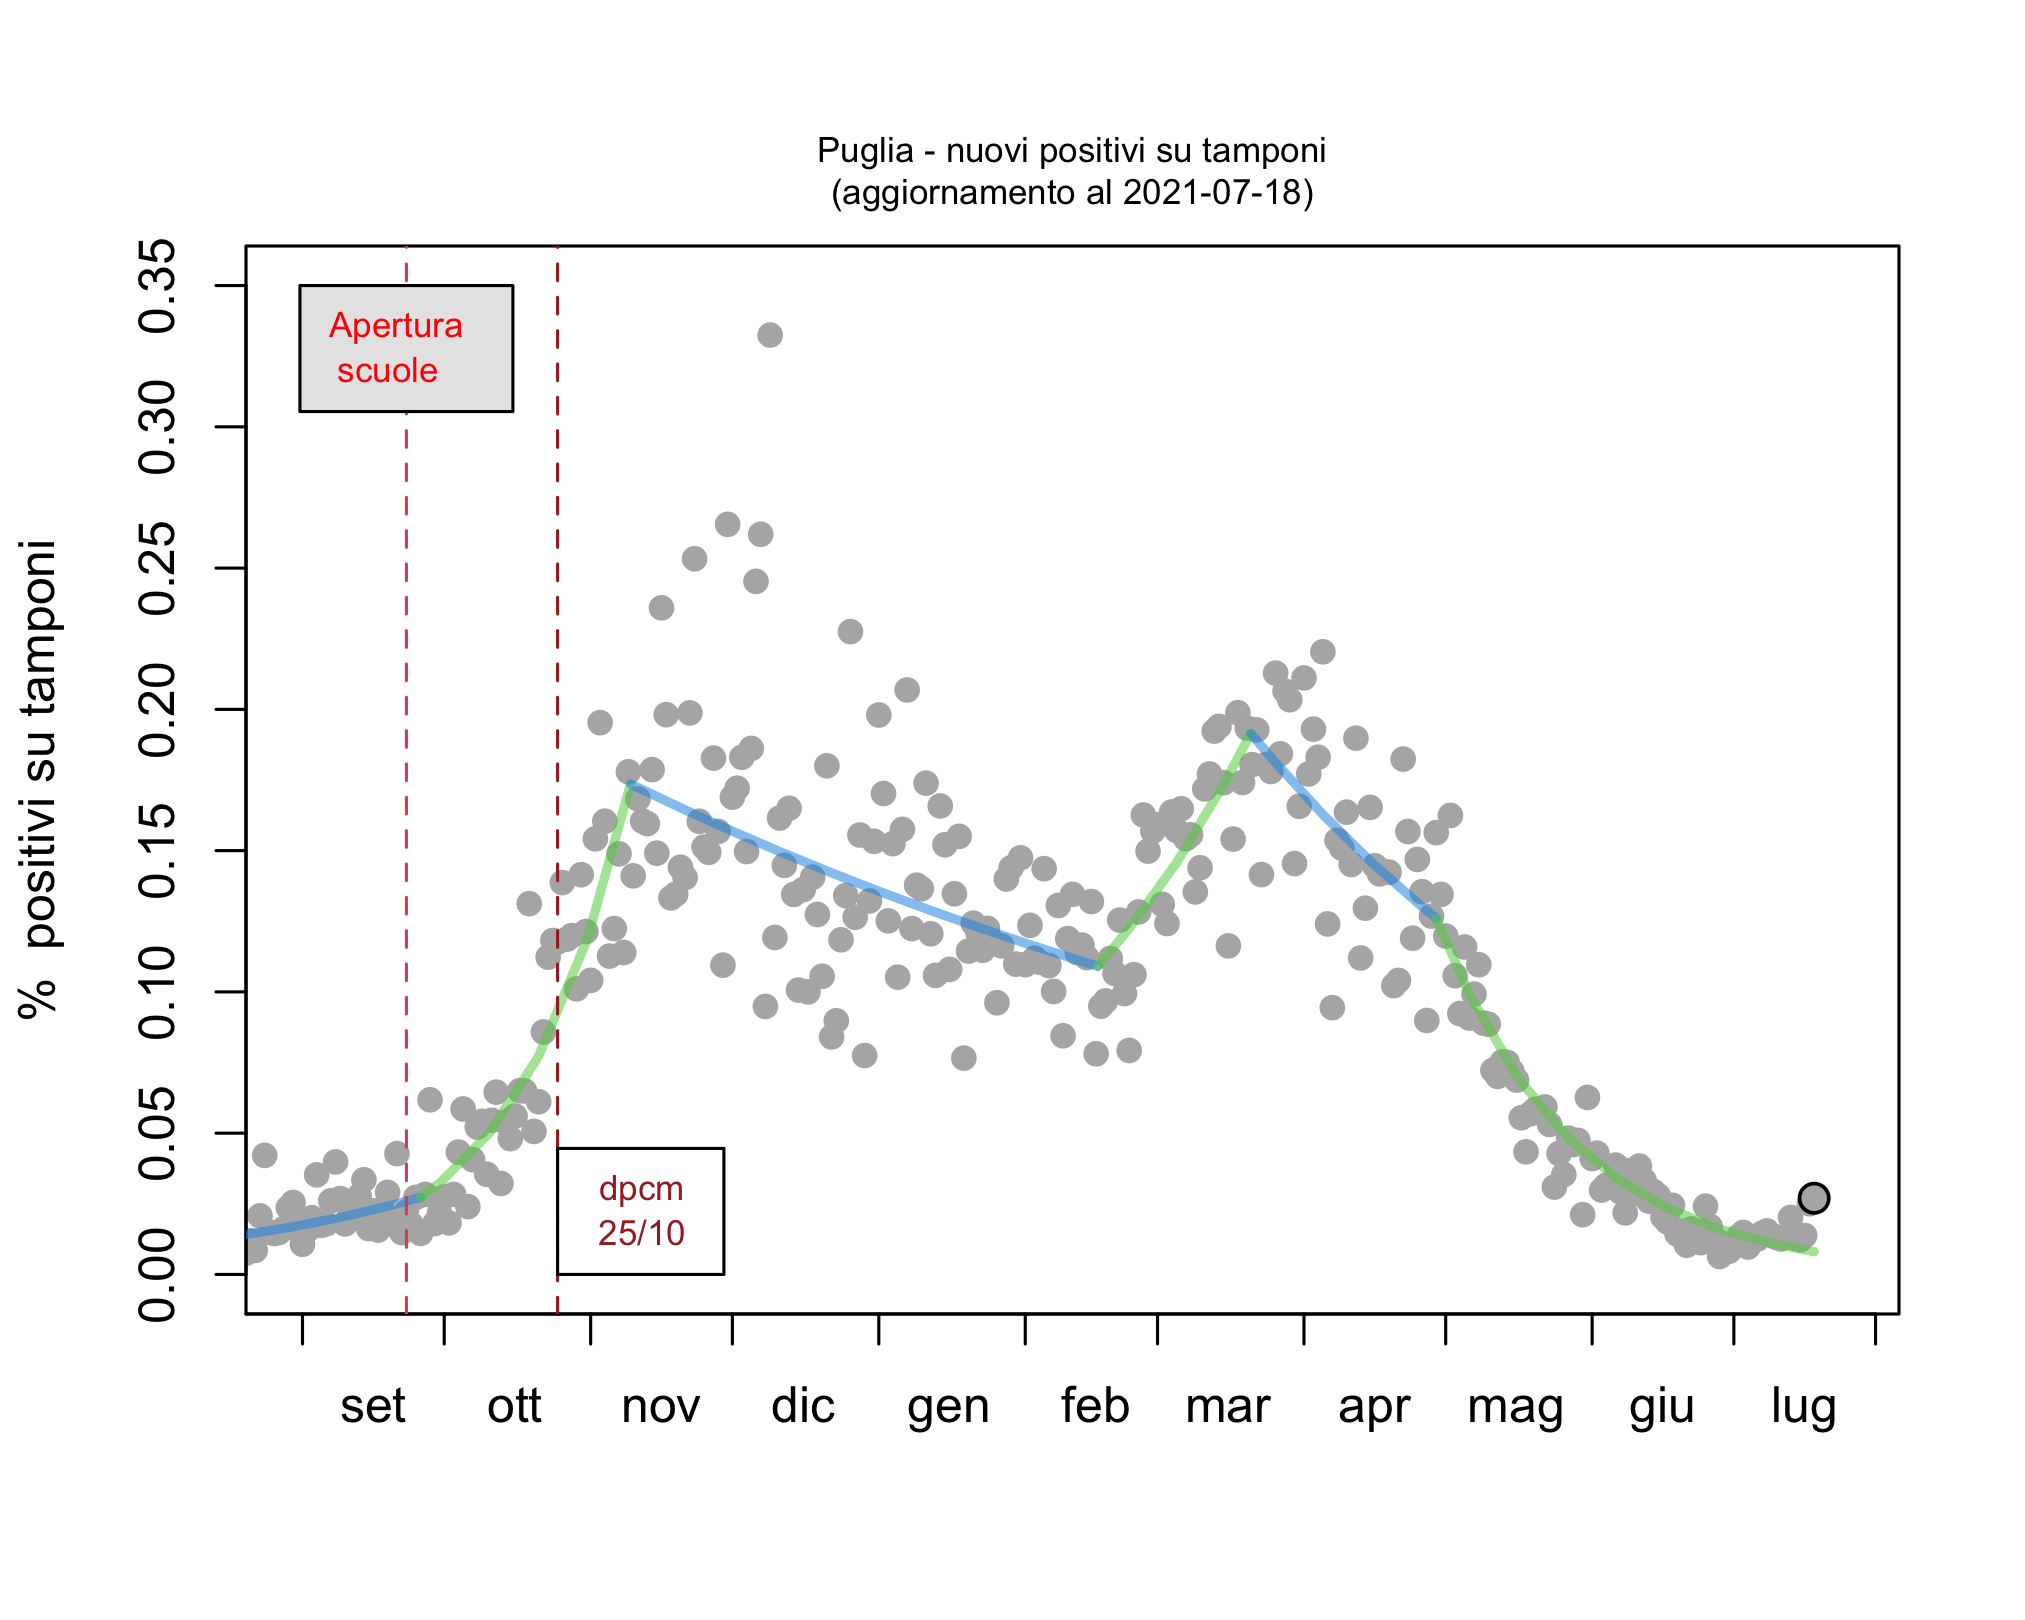 Puglia - nuovi positivi su tamponi
(aggiornamento al 2021-07-18)
% positivi su tamponi
0.35
0.30
0.25
0.20
0.15
0.10
0.05
0.00
Apertura
scuole
dpcm
25/10
set ott nov dic gen feb mar apr mag giu lug